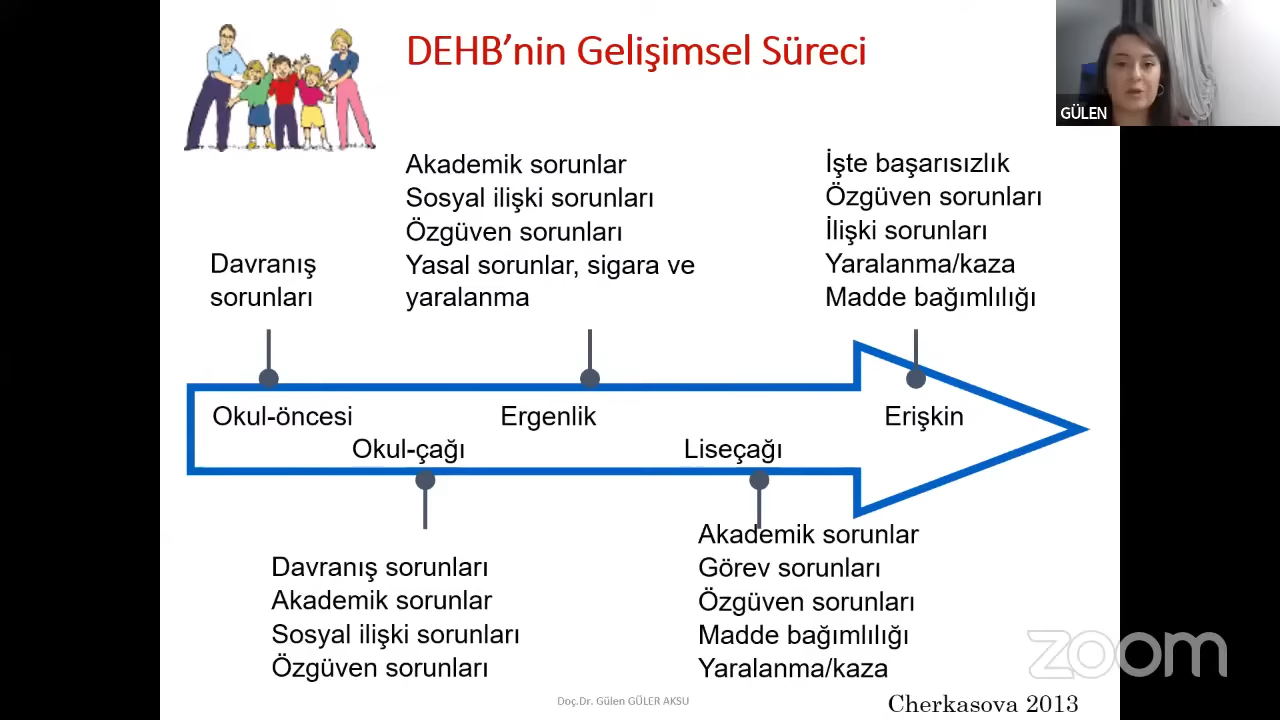 DEHB’nin Gelişimsel Süreci
GÜLEN
Davranış
sorunları
Akademik sorunlar
Sosyal ilişki sorunları
Özgüven sorunları
Yasal sorunlar, sigara ve
yaralanma
İşte başarısızlık
Özgüven sorunları
İlişki sorunları
Yaralanma/kaza
Madde bağımlılığı
Okul-öncesi
Okul-çağı
Ergenlik
Liseçağı
Erişkin
Davranış sorunları
Akademik sorunlar
Sosyal ilişki sorunları
Özgüven sorunları
Akademik sorunlar
Görev sorunları
Özgüven sorunları
Madde bağımlılığı
Yaralanma/kaza
zoom
Doç.Dr. Gülen GÜLER AKSU
Cherkasova 2013